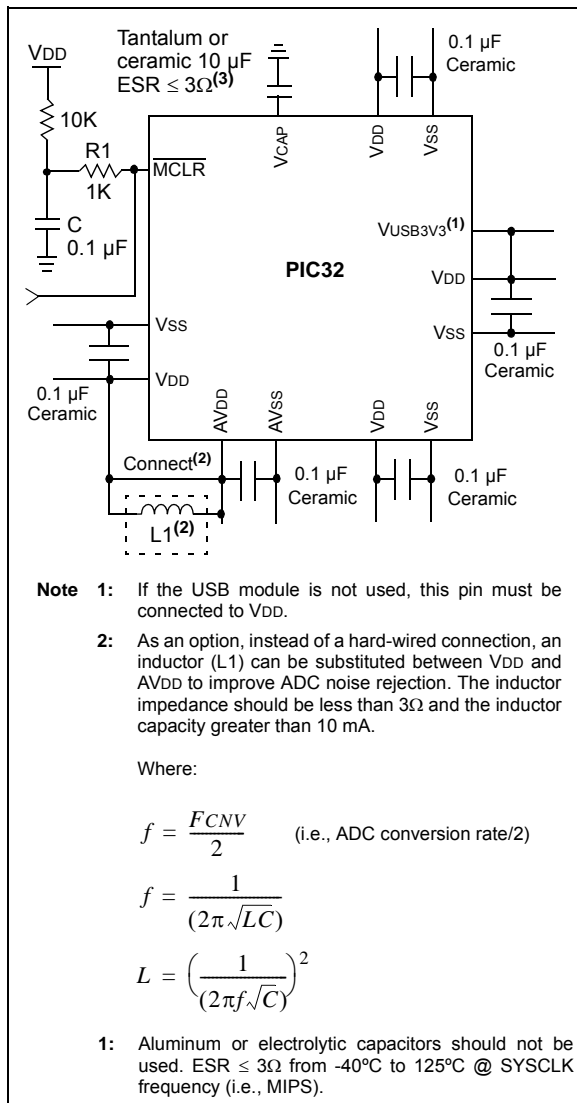 VDD
Tantalum or
ceramic 10 µF
ESR ≤ 3Ω(3)
0.1 µF
Ceramic
10K
R1
1K
MCLR
VCAP
VDD
VSS
C
0.1 µF
VUSB3V3(1)
PIC32
VDD
VSS
VSS
0.1 µF
Ceramic
VDD
0.1 µF
Ceramic
AVDD
AVSS
VDD
VSS
Connect(2)
0.1 µF
Ceramic
0.1 µF
Ceramic
L1(2)
Note 1: If the USB module is not used, this pin must be
connected to VDD.
2: As an option, instead of a hard-wired connection, an
inductor (L1) can be substituted between VDD and
AVDD to improve ADC noise rejection. The inductor
impedance should be less than 3Ω and the inductor
capacity greater than 10 mA.
Where:
f = FCNV / 2 (i.e., ADC conversion rate/2)
f = 1 / (2π√LC)
L = (1 / (2πf√C))²
1: Aluminum or electrolytic capacitors should not be
used. ESR ≤ 3Ω from -40ºC to 125ºC @ SYSCLK
frequency (i.e., MIPS).